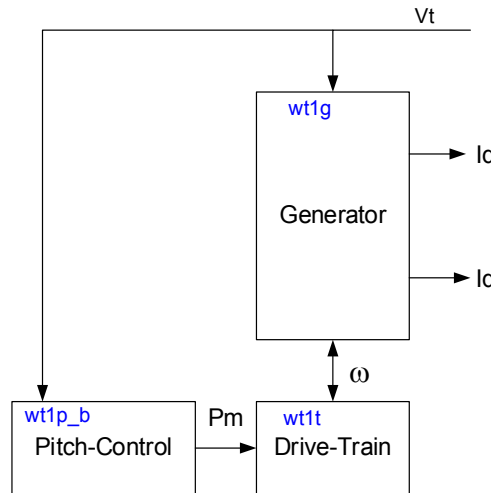 Vt
wt1g
Generator
ω
wt1p_b
Pitch-Control
Pm
wt1t
Drive-Train